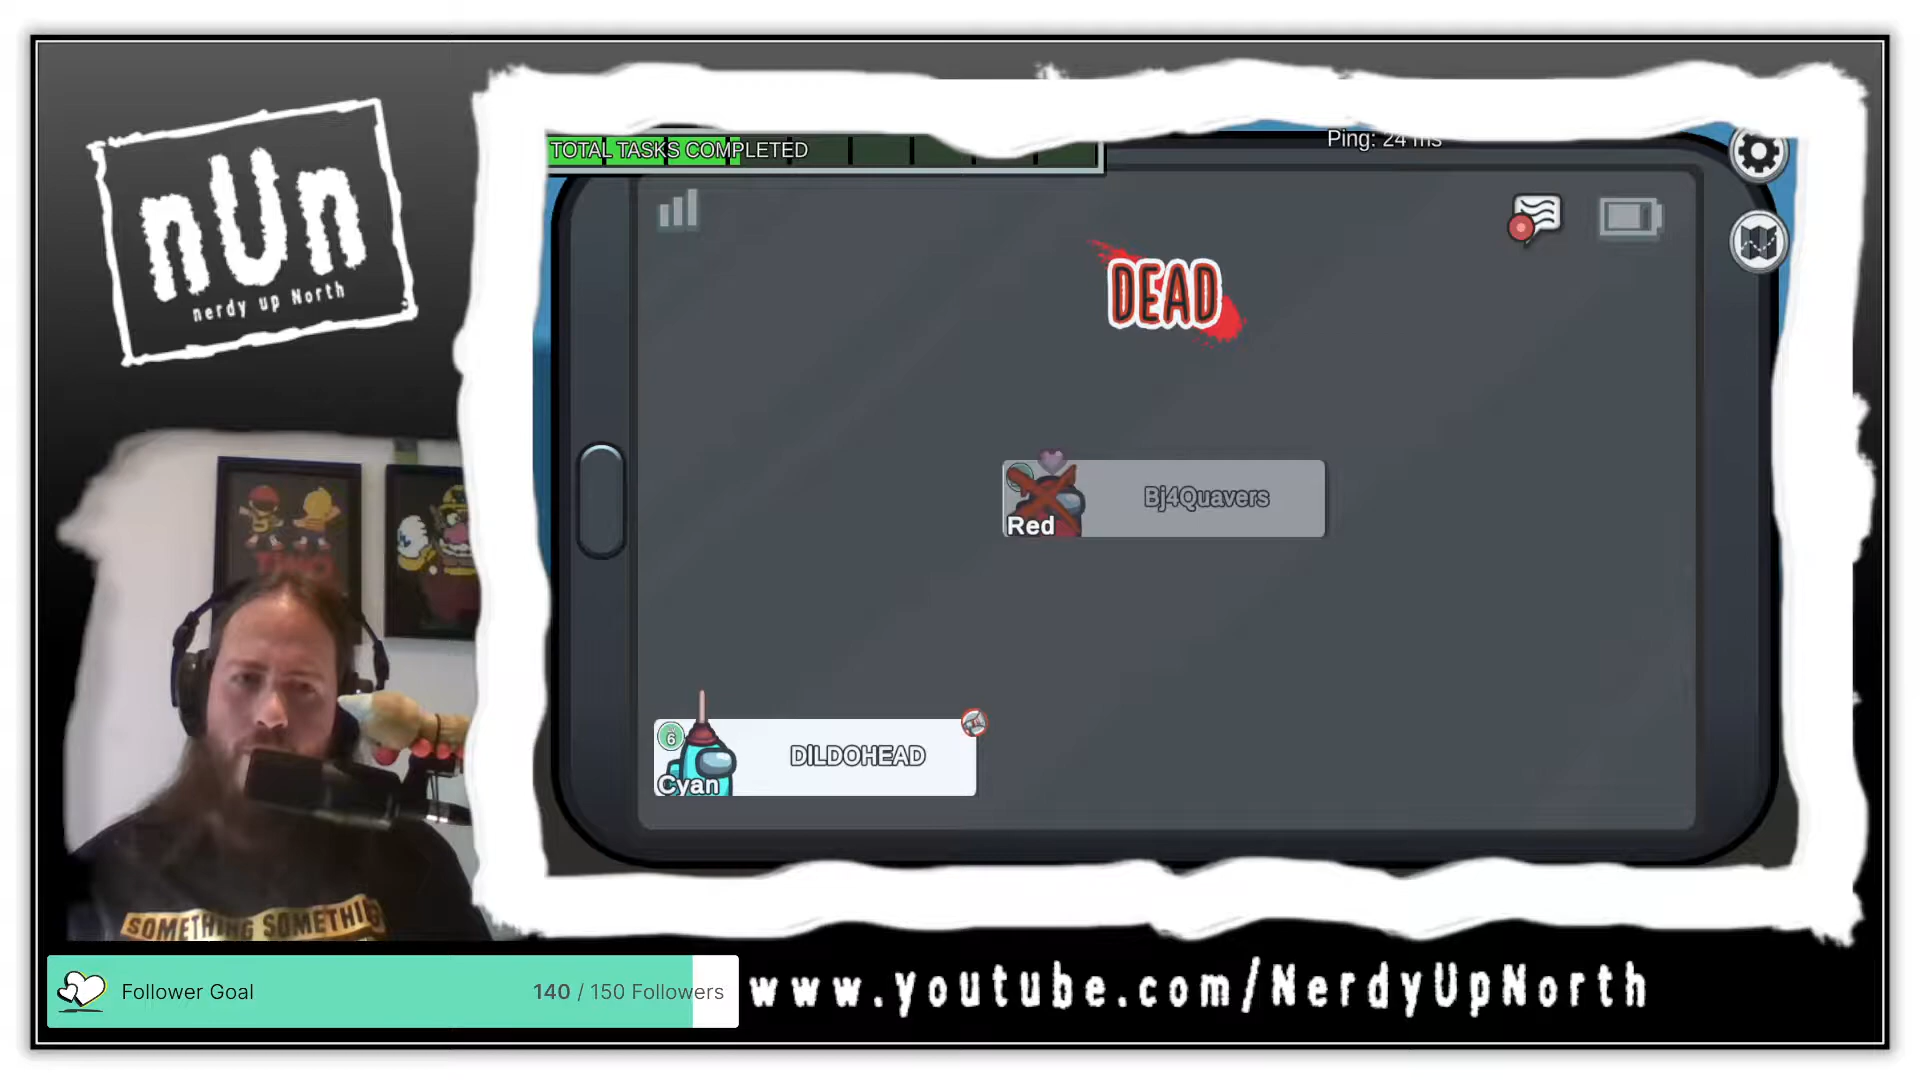 nUn
nerdy up North
TOTAL TASKS COMPLETED
Ping: 24 ms
DEAD
Bj4Quavers
Red
6
DILDOHEAD
Cyan
SOMETHING SOMETHI
Follower Goal
140 / 150 Followers
www.youtube.com/NerdyUpNorth